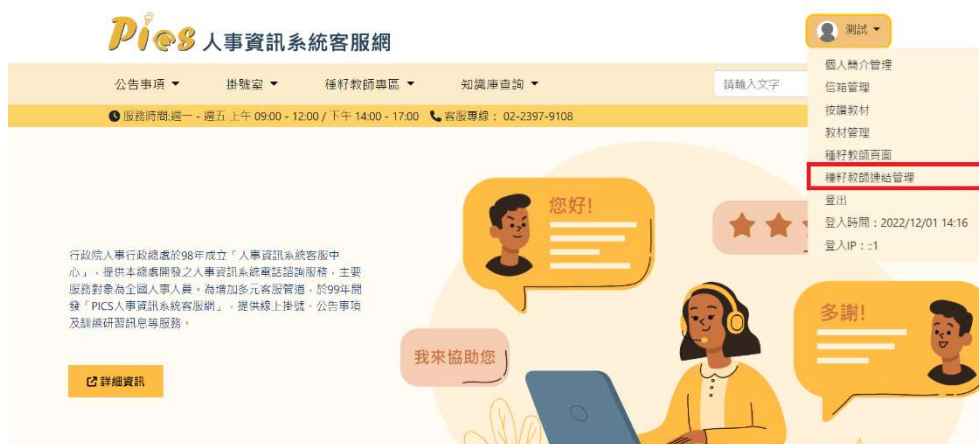 Pics 人事資訊系統客服網
測試
公告事項
掛號室
種籽教師專區
知識庫查詢
請輸入文字
服務時間:週一 - 週五 上午 09:00 - 12:00 / 下午 14:00 - 17:00 客服專線: 02-2397-9108
個人簡介管理
信箱管理
按讚教材
教材管理
種籽教師頁面
種籽教師連結管理
登出
登入時間:2022/12/01 14:16
登入IP:::1
您好!
行政院人事行政總處於98年成立「人事資訊系統客服中
心」,提供本總處開發之人事資訊系統電話諮詢服務,主要
服務對象為全國人事人員。為增加多元客服管道,於99年開
發「PICS人事資訊系統客服網」,提供線上掛號、公告事項
及訓練研習訊息等服務。
多謝!
我來協助您
詳細資訊